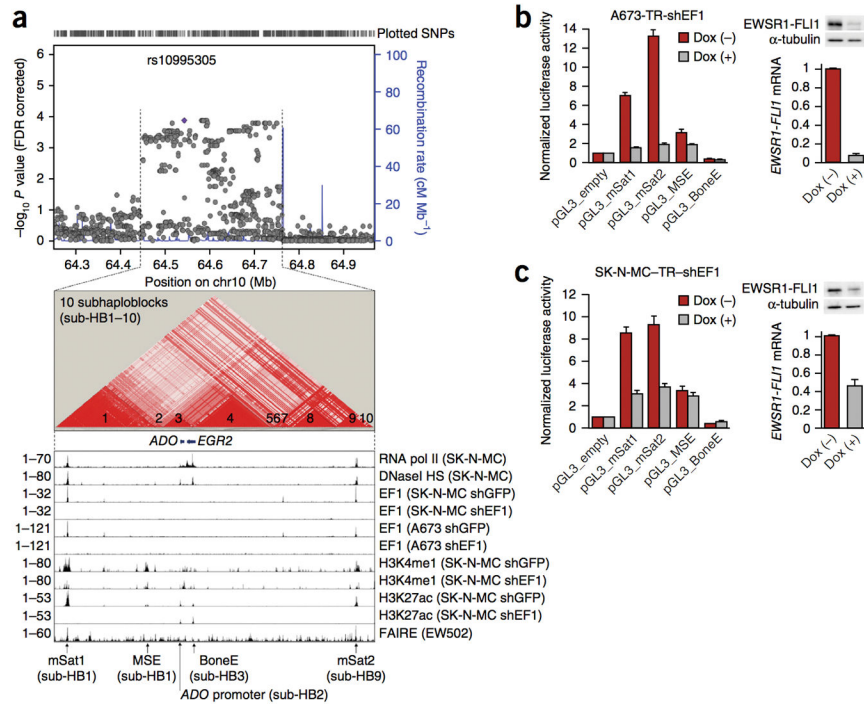 a
Plotted SNPs
rs10995305
–log10 P value (FDR corrected)
6
5
4
3
2
1
0
Recombination rate (cM Mb–1)
100
80
60
40
20
0
64.3 64.4 64.5 64.6 64.7 64.8 64.9
Position on chr10 (Mb)
10 subhaploblocks
(sub-HB1–10)
1 2 3 4 567 8 9 10
ADO EGR2
1–70 RNA pol II (SK-N-MC)
1–80 DNaseI HS (SK-N-MC)
1–32 EF1 (SK-N-MC shGFP)
1–32 EF1 (SK-N-MC shEF1)
1–121 EF1 (A673 shGFP)
1–121 EF1 (A673 shEF1)
1–80 H3K4me1 (SK-N-MC shGFP)
1–80 H3K4me1 (SK-N-MC shEF1)
1–53 H3K27ac (SK-N-MC shGFP)
1–53 H3K27ac (SK-N-MC shEF1)
1–60 FAIRE (EW502)
mSat1 MSE BoneE mSat2
(sub-HB1) (sub-HB1) (sub-HB3) (sub-HB9)
ADO promoter (sub-HB2)
b
A673-TR-shEF1
Normalized luciferase activity
14
12
10
8
6
4
2
Dox (–)
Dox (+)
pGL3_empty
pGL3_mSat1
pGL3_mSat2
pGL3_MSE
pGL3_BoneE
EWSR1-FLI1
α-tubulin
EWSR1-FLI1 mRNA
1
0.8
0.6
0.4
0.2
0
Dox (–)
Dox (+)
c
SK-N-MC–TR–shEF1
Normalized luciferase activity
12
10
8
6
4
2
0
Dox (–)
Dox (+)
pGL3_empty
pGL3_mSat1
pGL3_mSat2
pGL3_MSE
pGL3_BoneE
EWSR1-FLI1
α-tubulin
EWSR1-FLI1 mRNA
1
0.8
0.6
0.4
0.2
0
Dox (–)
Dox (+)